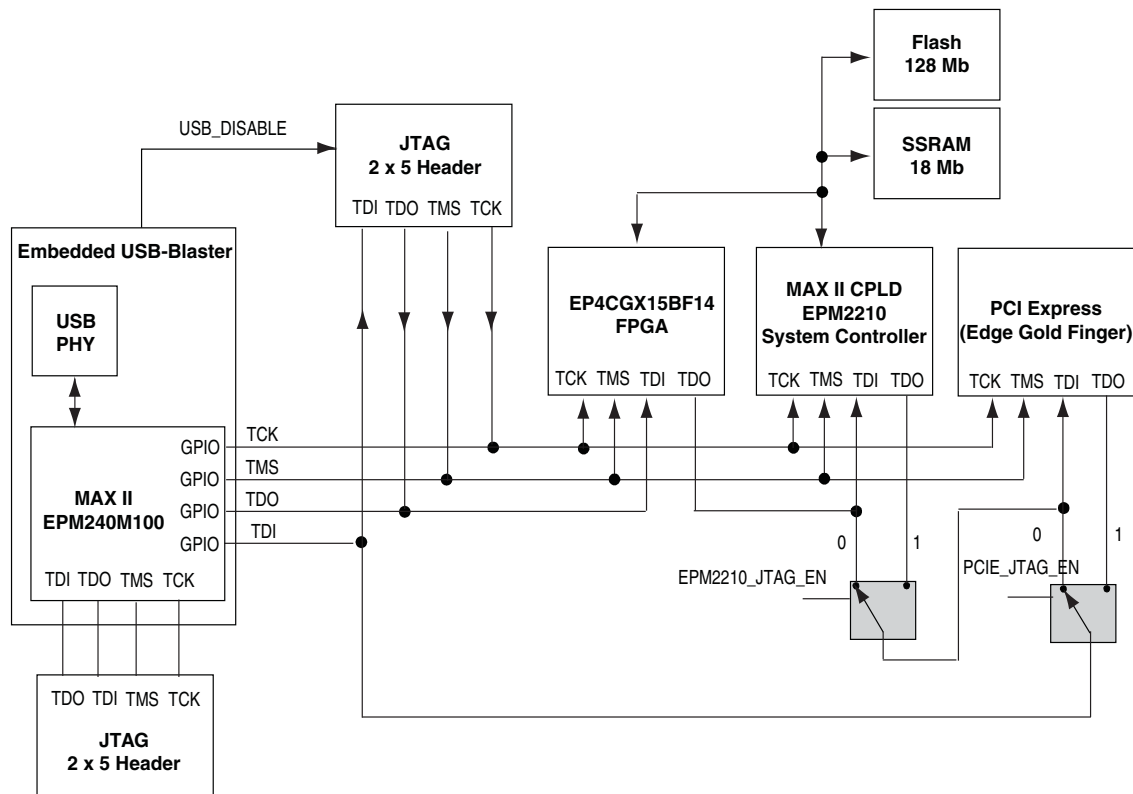 Flash
128 Mb
SSRAM
18 Mb
USB_DISABLE
JTAG
2 x 5 Header
TDI TDO TMS TCK
Embedded USB-Blaster
USB
PHY
EP4CGX15BF14
FPGA
TCK TMS TDI TDO
MAX II CPLD
EPM2210
System Controller
TCK TMS TDI TDO
PCI Express
(Edge Gold Finger)
TCK TMS TDI TDO
GPIO TCK
GPIO TMS
GPIO TDO
GPIO TDI
MAX II
EPM240M100
TDI TDO TMS TCK
0 1
EPM2210_JTAG_EN
0 1
PCIE_JTAG_EN
TDO TDI TMS TCK
JTAG
2 x 5 Header